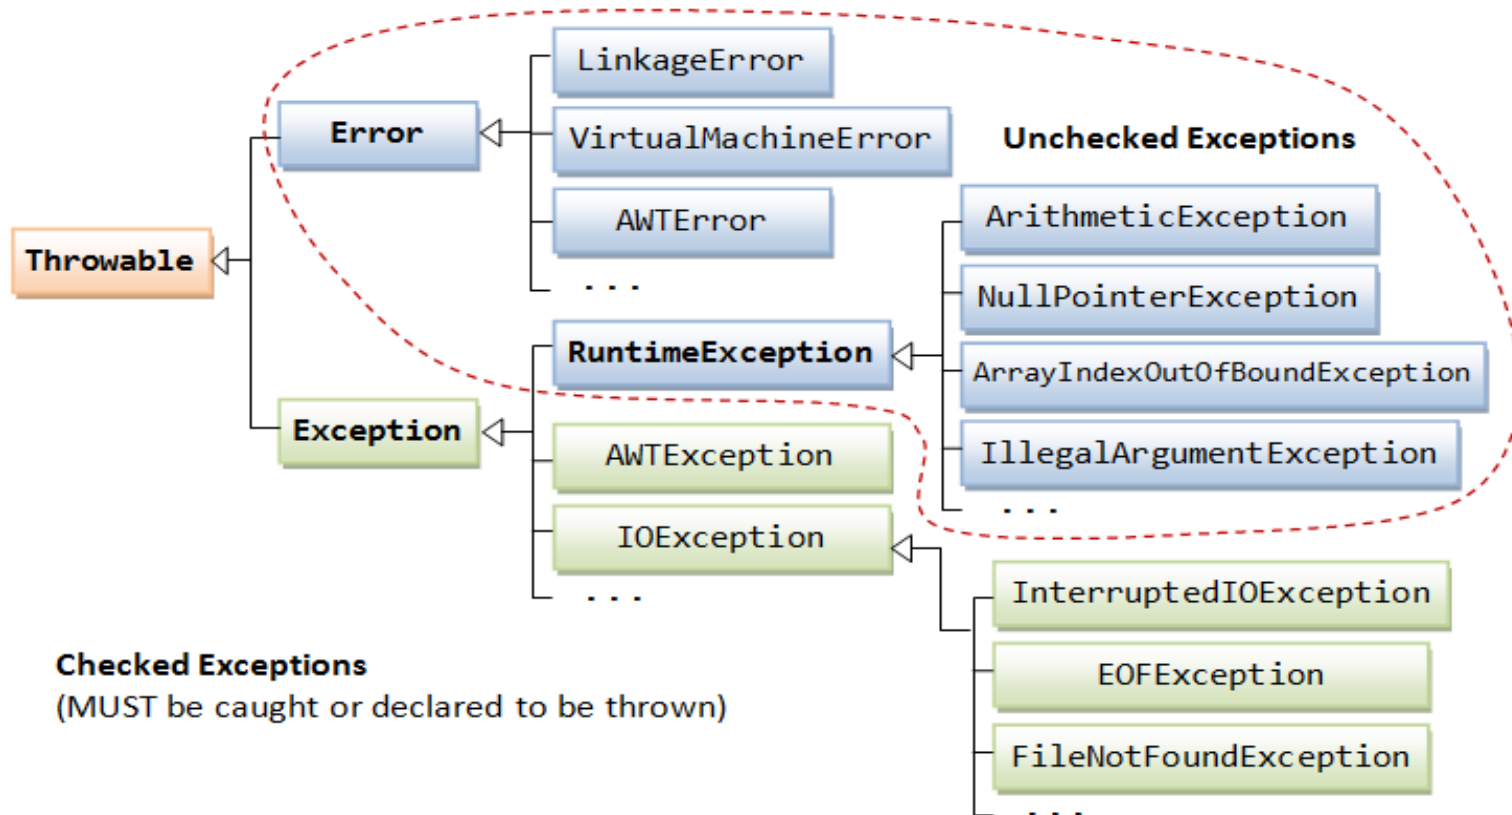 LinkageError
Error
VirtualMachineError
Unchecked Exceptions
AWTError
ArithmeticException
Throwable
...
NullPointerException
RuntimeException
ArrayIndexOutOfBoundException
Exception
AWTException
IllegalArgumentException
...
IOException
...
InterruptedIOException
Checked Exceptions
(MUST be caught or declared to be thrown)
EOFException
FileNotFoundException
...